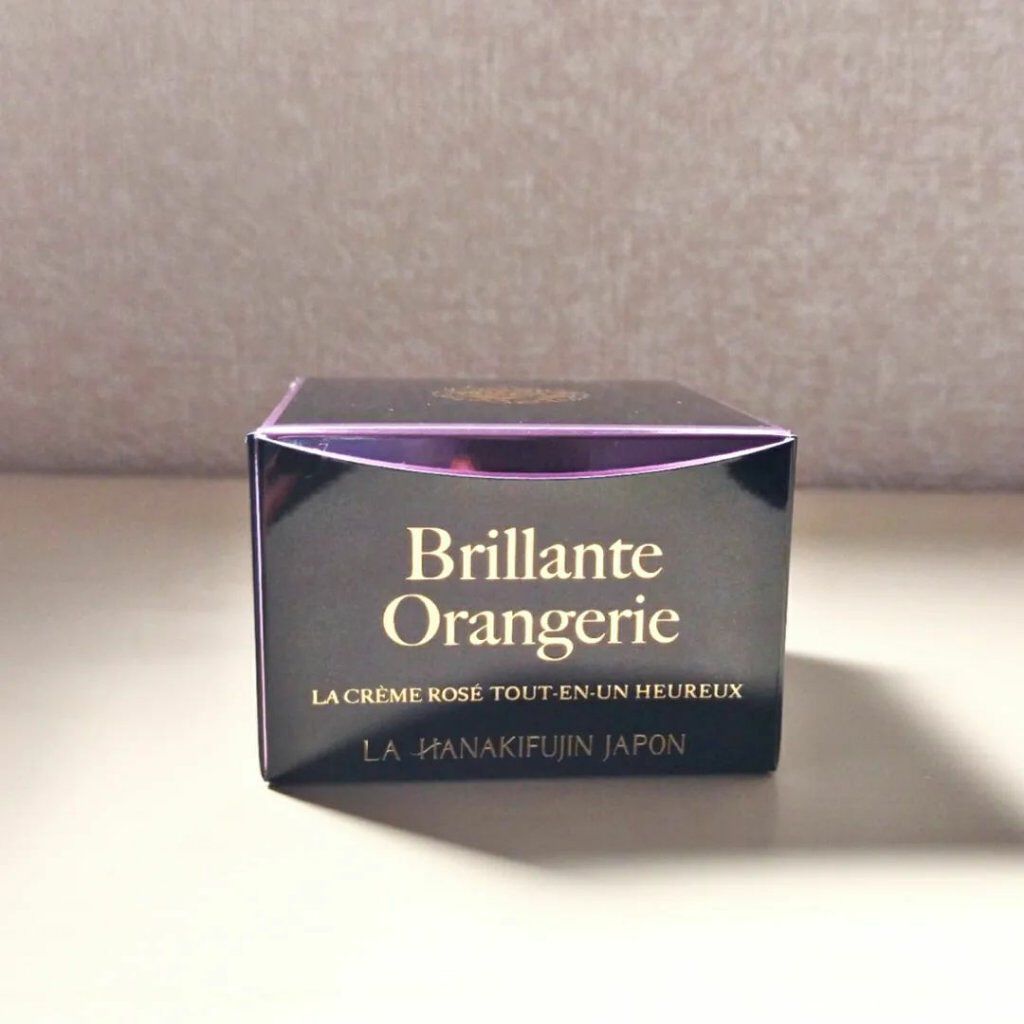 Brillante
Orangerie
LA CRÈME ROSÉ TOUT-EN-UN HEUREUX
LA HANAKIFUJIN JAPON